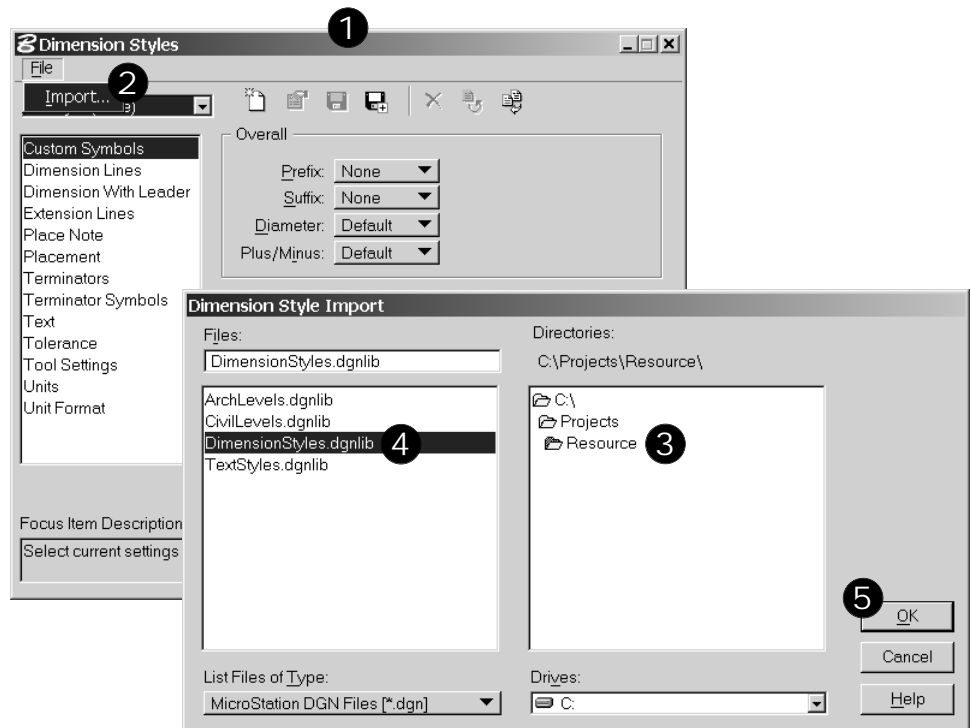 1
Dimension Styles
File
Import...
2
Overall
Custom Symbols
Dimension Lines
Dimension With Leader
Extension Lines
Place Note
Placement
Terminators
Terminator Symbols
Text
Tolerance
Tool Settings
Units
Unit Format
Prefix: None
Suffix: None
Diameter: Default
Plus/Minus: Default
Focus Item Description
Select current settings
Dimension Style Import
Files:
DimensionStyles.dgnlib
ArchLevels.dgnlib
CivilLevels.dgnlib
DimensionStyles.dgnlib
4
TextStyles.dgnlib
List Files of Type:
MicroStation DGN Files [*.dgn]
Directories:
C:\Projects\Resource\
C:\
Projects
Resource
3
Drives:
C:
5
OK
Cancel
Help